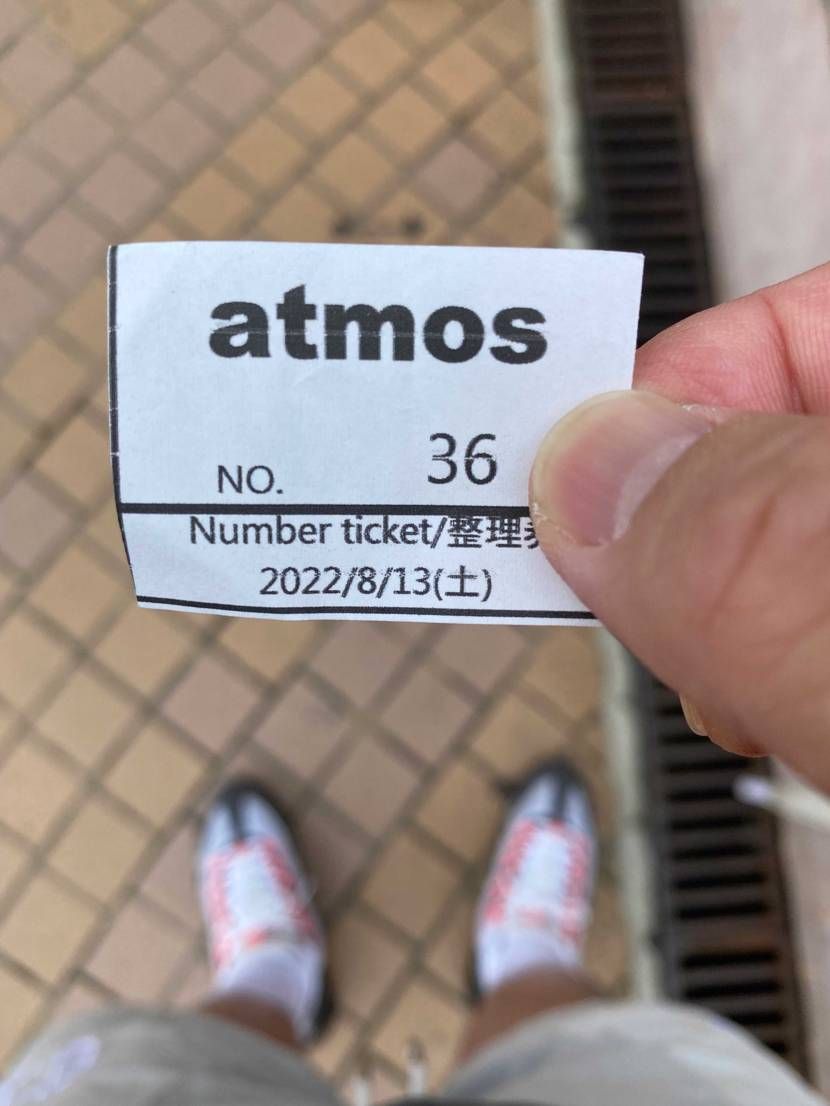 atmos
NO. 36
Number ticket/整理
2022/8/13(土)